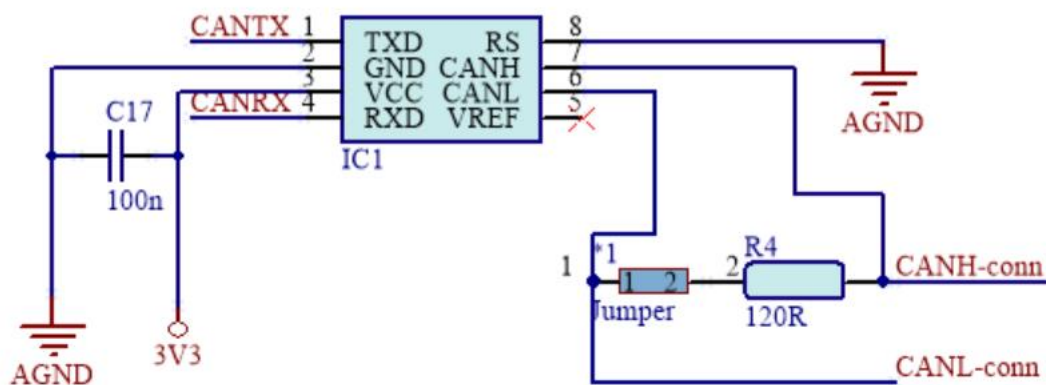 CANTX 1 TXD RS 8
2 GND CANH 7
3 VCC CANL 6
CANRX 4 RXD VREF 5
C17
IC1
100n
AGND
3V3
AGND
*1
1
1 2
Jumper
R4
2
120R
CANH-conn
CANL-conn